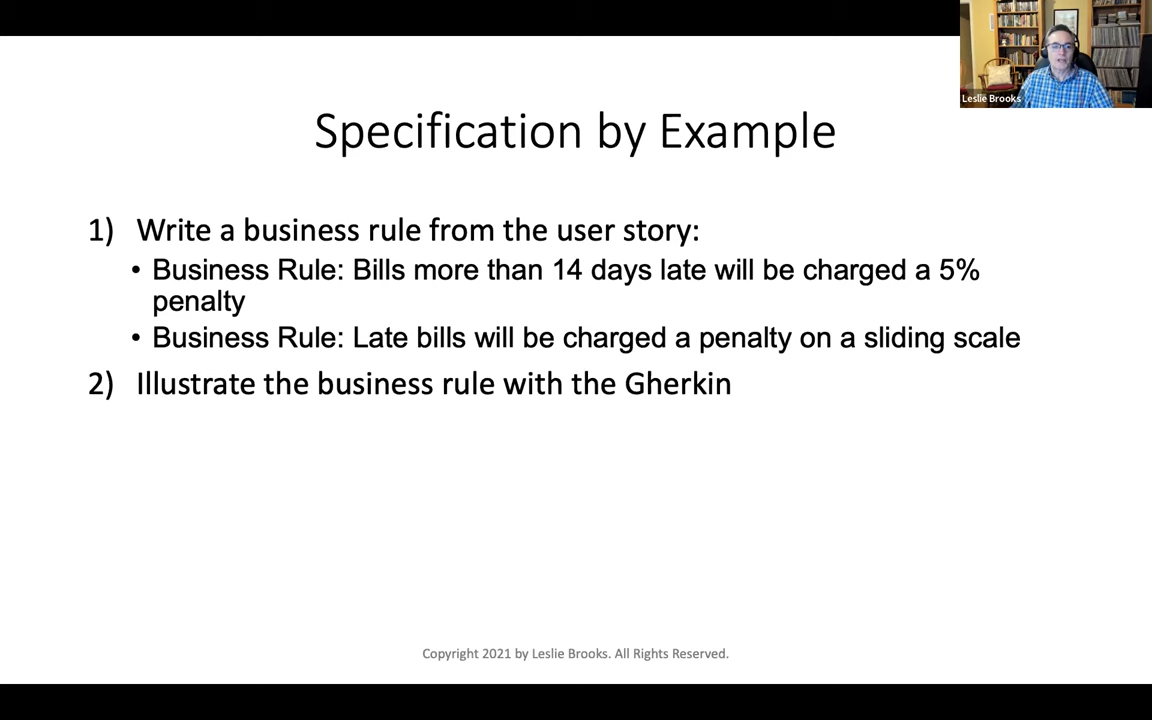 Leslie Brooks
Specification by Example
1) Write a business rule from the user story:
• Business Rule: Bills more than 14 days late will be charged a 5%
penalty
• Business Rule: Late bills will be charged a penalty on a sliding scale
2) Illustrate the business rule with the Gherkin
Copyright 2021 by Leslie Brooks. All Rights Reserved.